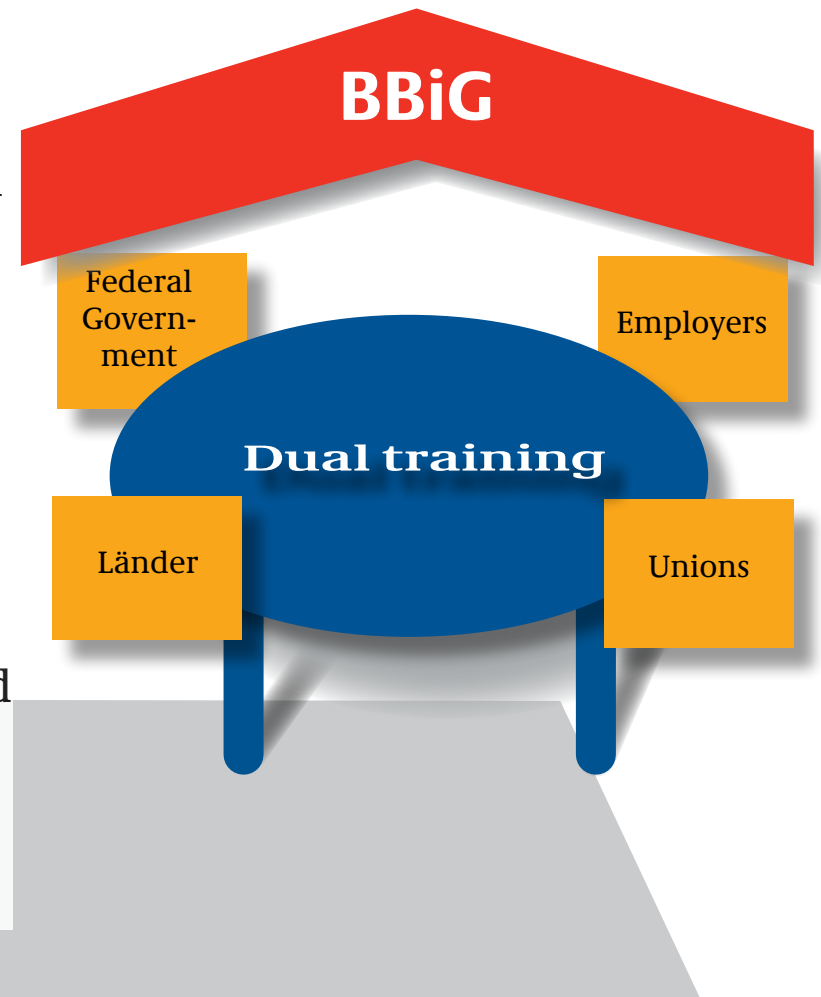 BBiG
Federal
Govern-
ment
Employers
Dual training
Länder
Unions
d